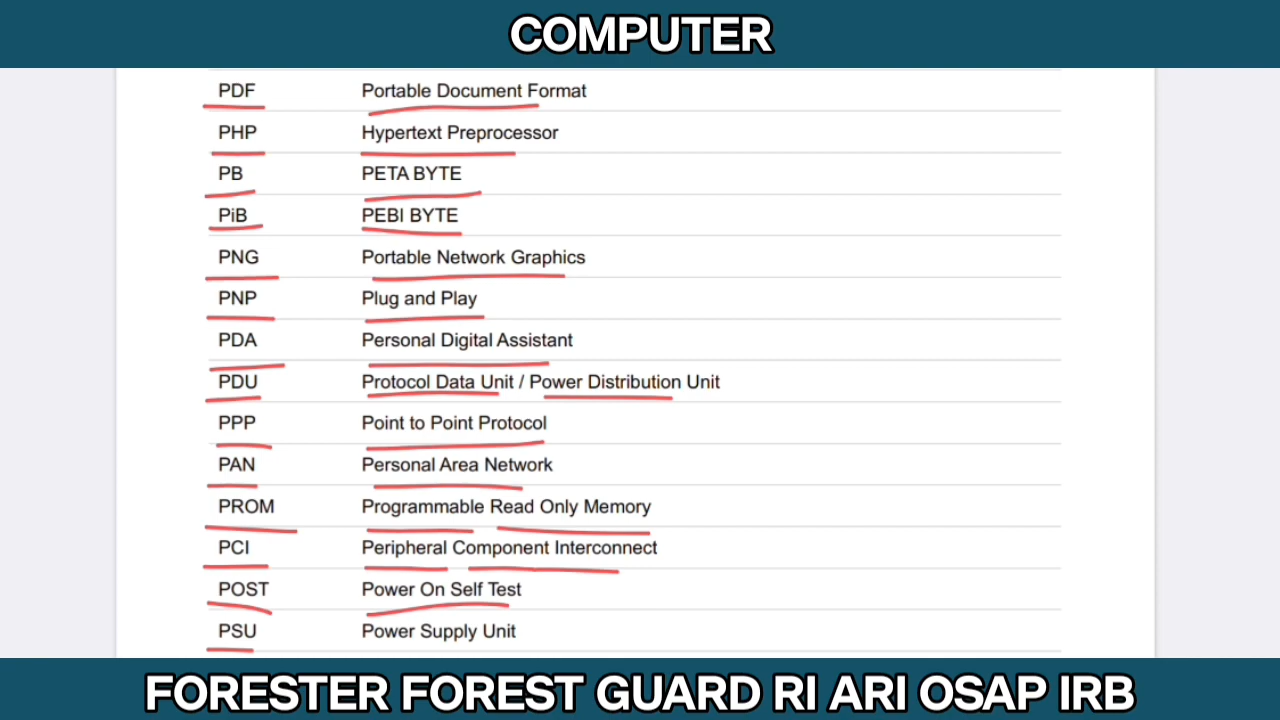 COMPUTER
PDF Portable Document Format
PHP Hypertext Preprocessor
PB PETA BYTE
PiB PEBI BYTE
PNG Portable Network Graphics
PNP Plug and Play
PDA Personal Digital Assistant
PDU Protocol Data Unit / Power Distribution Unit
PPP Point to Point Protocol
PAN Personal Area Network
PROM Programmable Read Only Memory
PCI Peripheral Component Interconnect
POST Power On Self Test
PSU Power Supply Unit
FORESTER FOREST GUARD RI ARI OSAP IRB